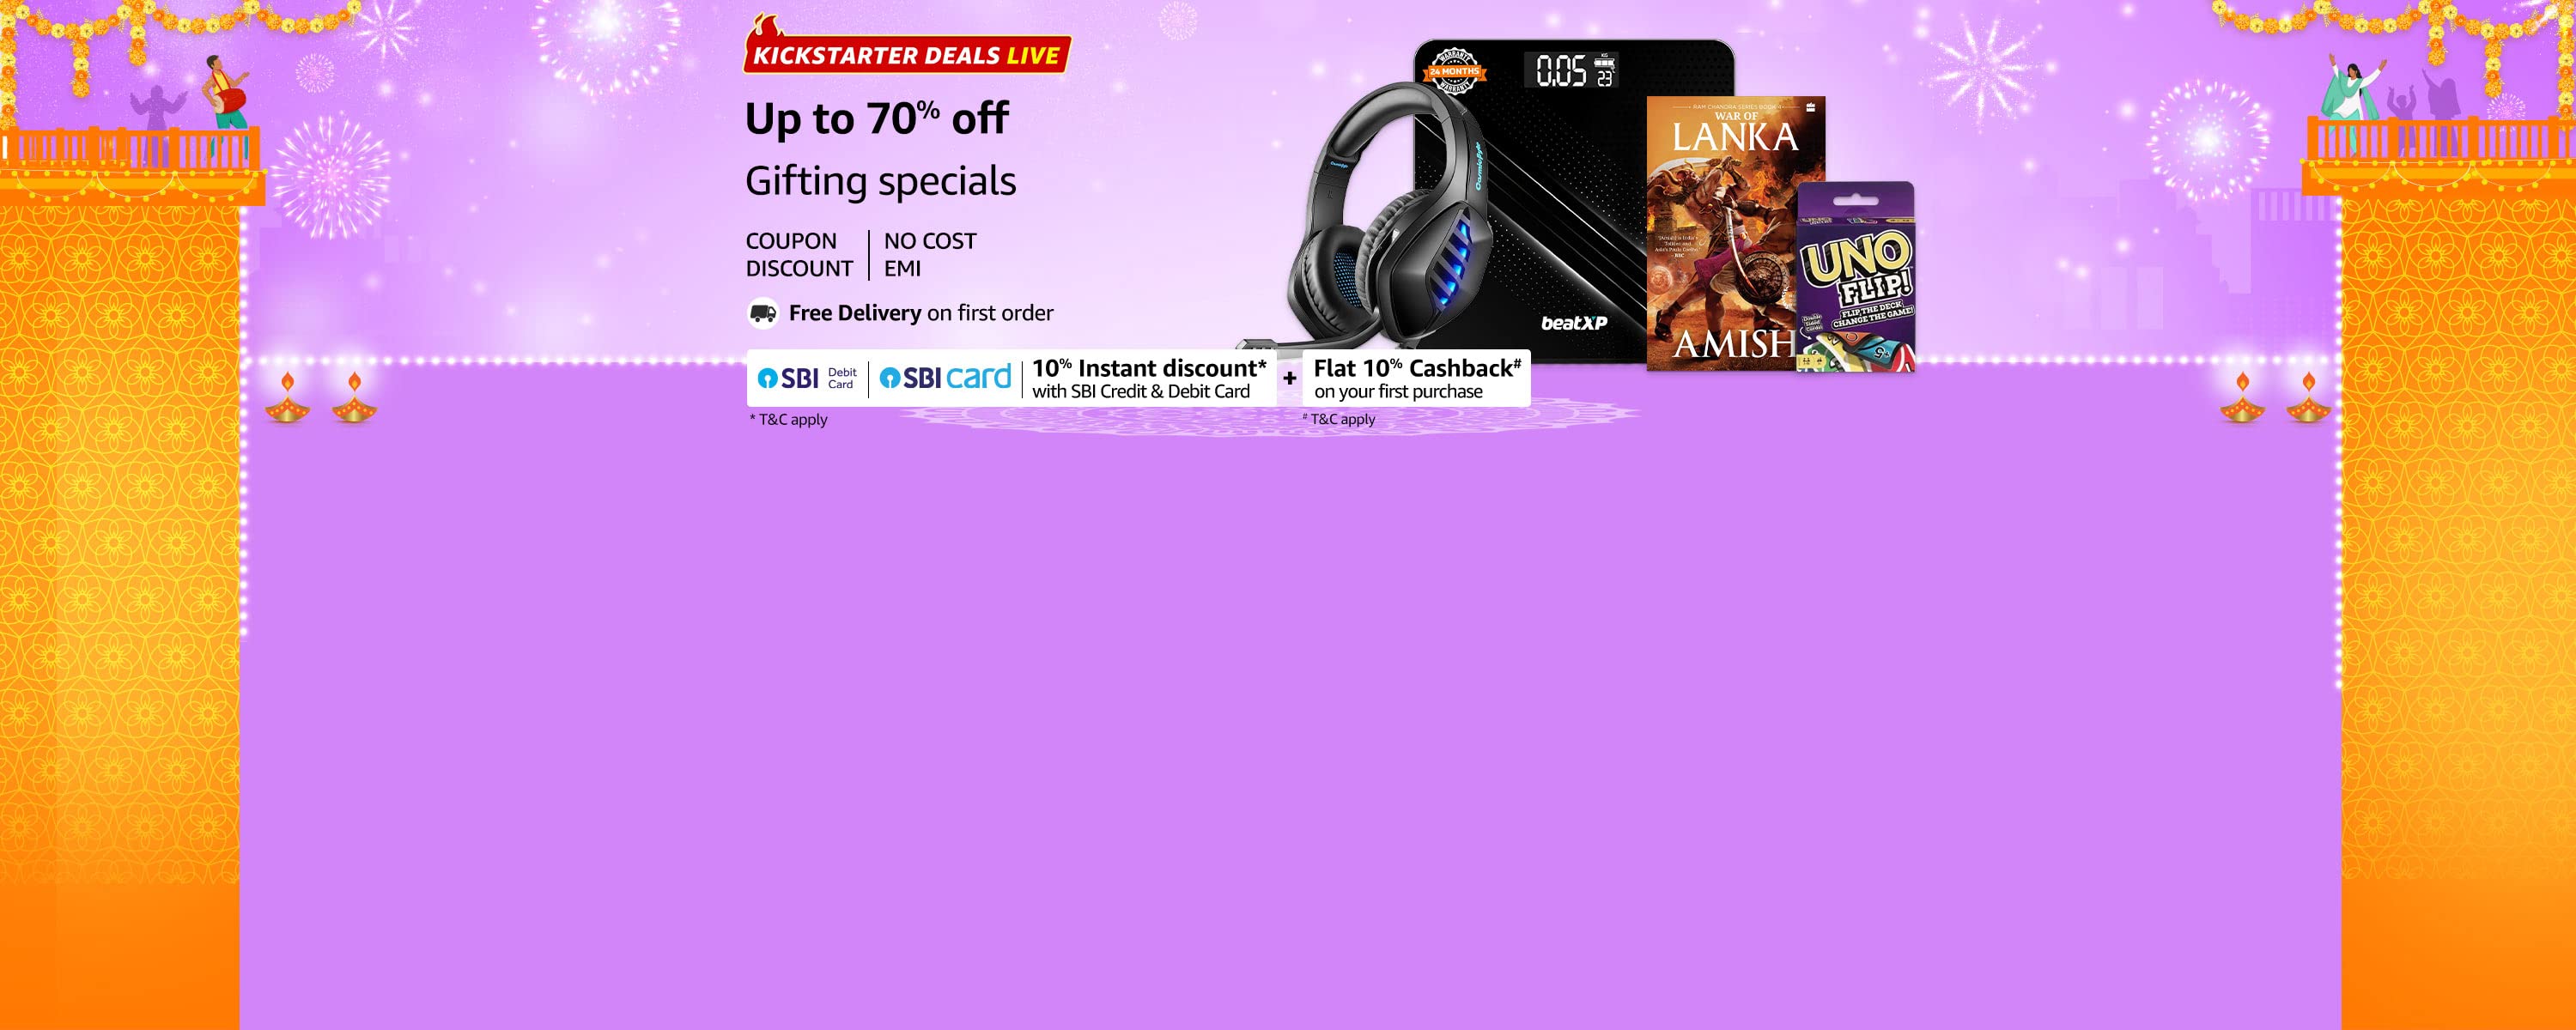 KICKSTARTER DEALS LIVE
Up to 70% off
Gifting specials
COUPON
DISCOUNT
NO COST
EMI
Free Delivery on first order
SBI Debit
Card
SBI card
10% Instant discount*
with SBI Credit & Debit Card
+
Flat 10% Cashback#
on your first purchase
* T&C apply
# T&C apply
WARRANTY
24 MONTHS
WARRANTY
0.05
KG
23
CosmicByte
beatXP
RAM CHANDRA SERIES BOOK 4
WAR OF
LANKA
AMISH
UNO
FLIP!
FLIP THE DECK,
CHANGE THE GAME!